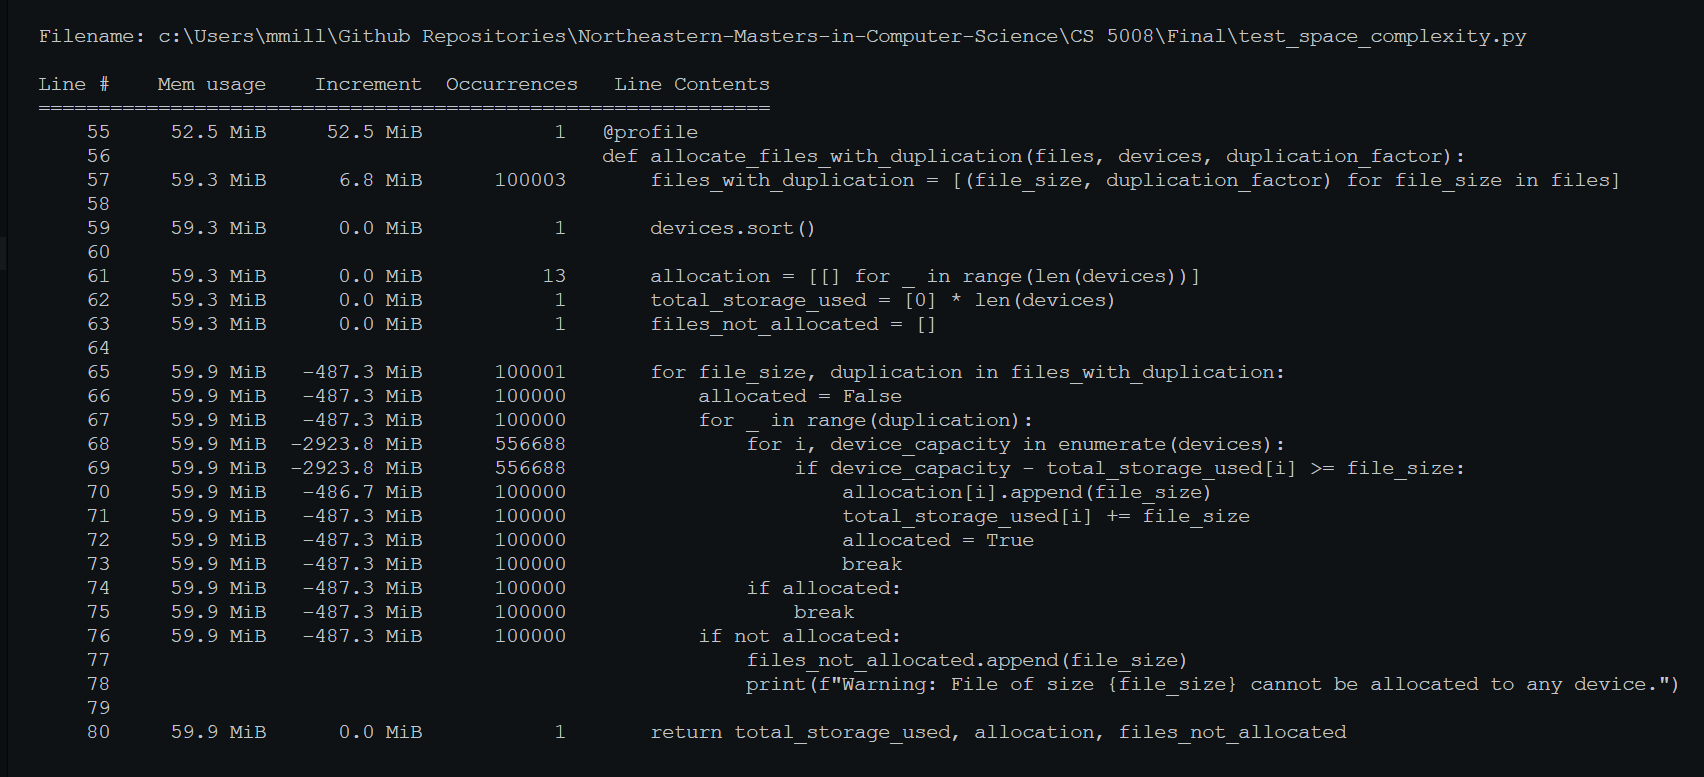 Filename: c:\Users\mmill\Github Repositories\Northeastern-Masters-in-Computer-Science\CS 5008\Final\test_space_complexity.py
Line #    Mem usage    Increment  Occurrences   Line Contents
=============================================================
    55     52.5 MiB     52.5 MiB           1   @profile
    56                                         def allocate_files_with_duplication(files, devices, duplication_factor):
    57     59.3 MiB      6.8 MiB      100003       files_with_duplication = [(file_size, duplication_factor) for file_size in files]
    58
    59     59.3 MiB      0.0 MiB           1       devices.sort()
    60
    61     59.3 MiB      0.0 MiB          13       allocation = [[] for _ in range(len(devices))]
    62     59.3 MiB      0.0 MiB           1       total_storage_used = [0] * len(devices)
    63     59.3 MiB      0.0 MiB           1       files_not_allocated = []
    64
    65     59.9 MiB   -487.3 MiB      100001       for file_size, duplication in files_with_duplication:
    66     59.9 MiB   -487.3 MiB      100000           allocated = False
    67     59.9 MiB   -487.3 MiB      100000           for _ in range(duplication):
    68     59.9 MiB  -2923.8 MiB      556688               for i, device_capacity in enumerate(devices):
    69     59.9 MiB  -2923.8 MiB      556688                   if device_capacity - total_storage_used[i] >= file_size:
    70     59.9 MiB   -486.7 MiB      100000                       allocation[i].append(file_size)
    71     59.9 MiB   -487.3 MiB      100000                       total_storage_used[i] += file_size
    72     59.9 MiB   -487.3 MiB      100000                       allocated = True
    73     59.9 MiB   -487.3 MiB      100000                       break
    74     59.9 MiB   -487.3 MiB      100000               if allocated:
    75     59.9 MiB   -487.3 MiB      100000                   break
    76     59.9 MiB   -487.3 MiB      100000           if not allocated:
    77                                                     files_not_allocated.append(file_size)
    78                                                     print(f"Warning: File of size {file_size} cannot be allocated to any device.")
    79
    80     59.9 MiB      0.0 MiB           1       return total_storage_used, allocation, files_not_allocated